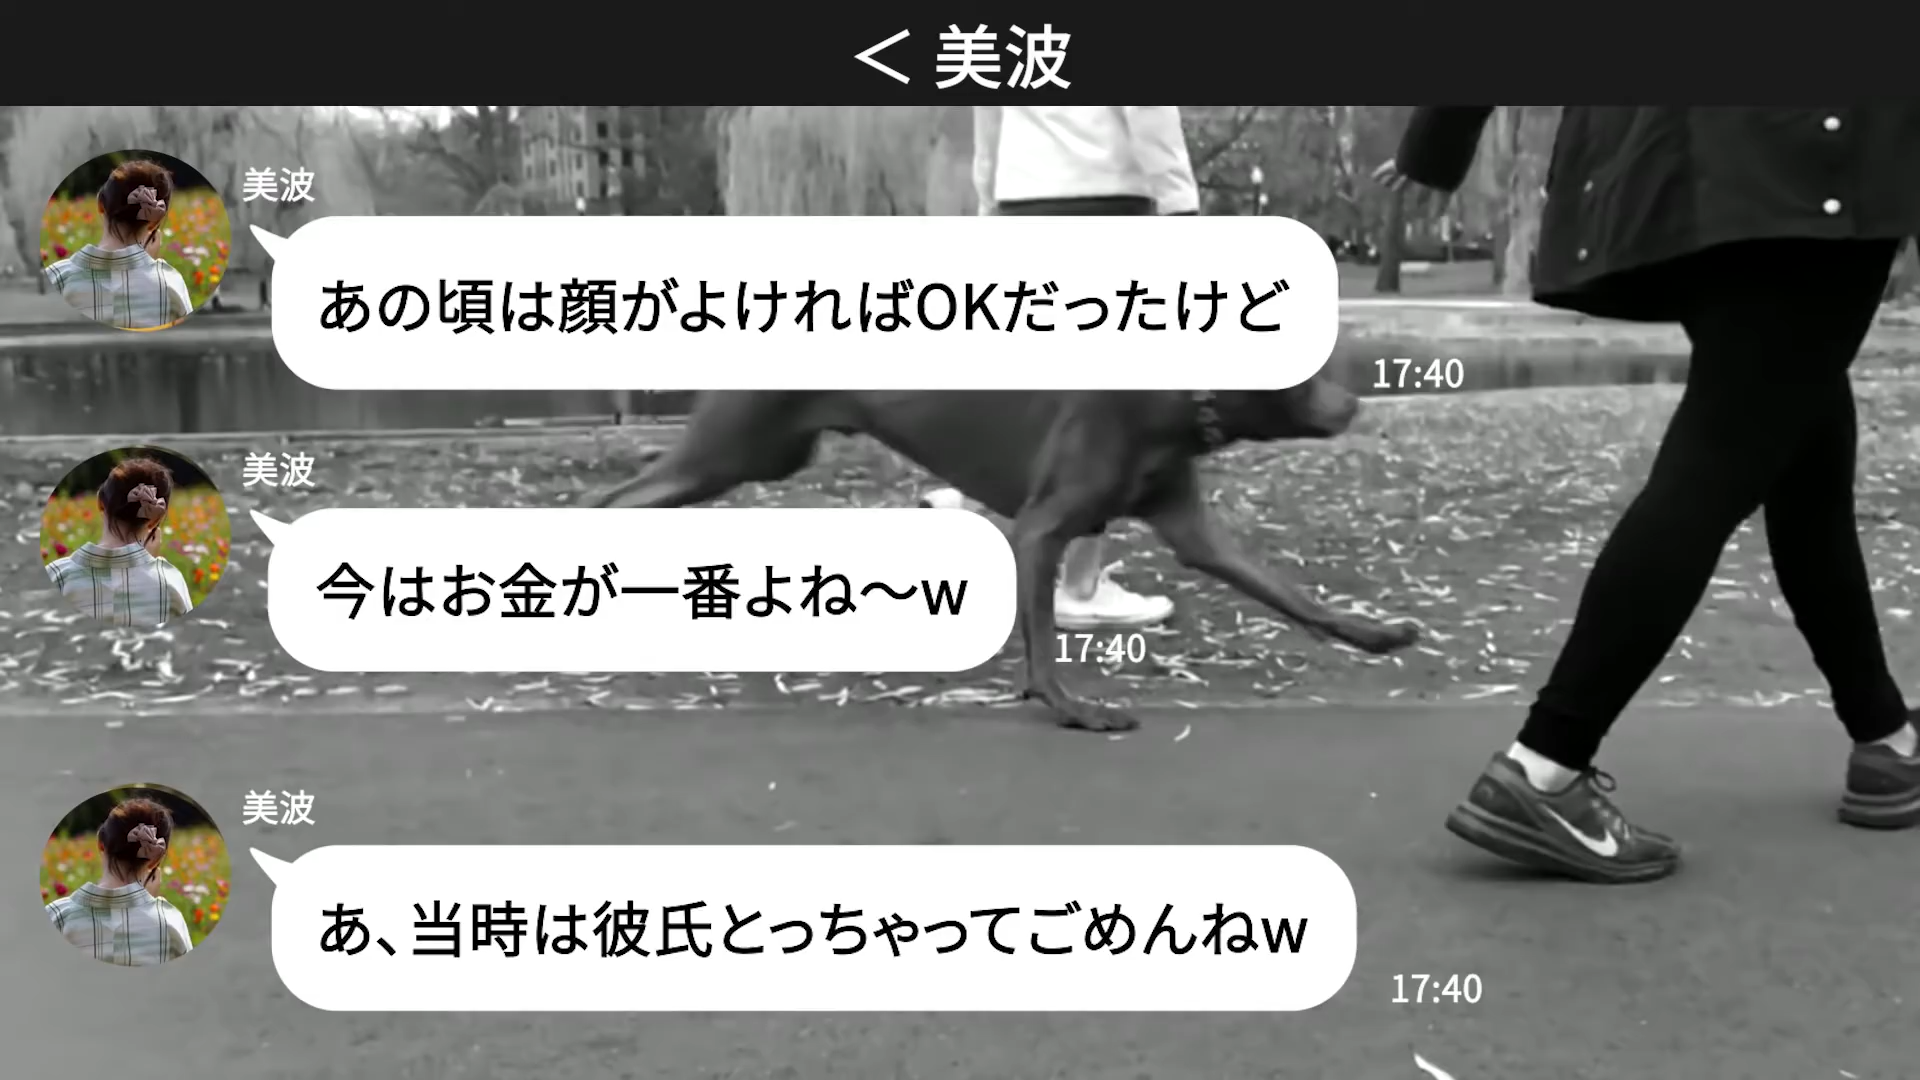 ＜ 美波
美波
あの頃は顔がよければOKだったけど
17:40
美波
今はお金が一番よね～w
17:40
美波
あ、当時は彼氏とっちゃってごめんねw
17:40